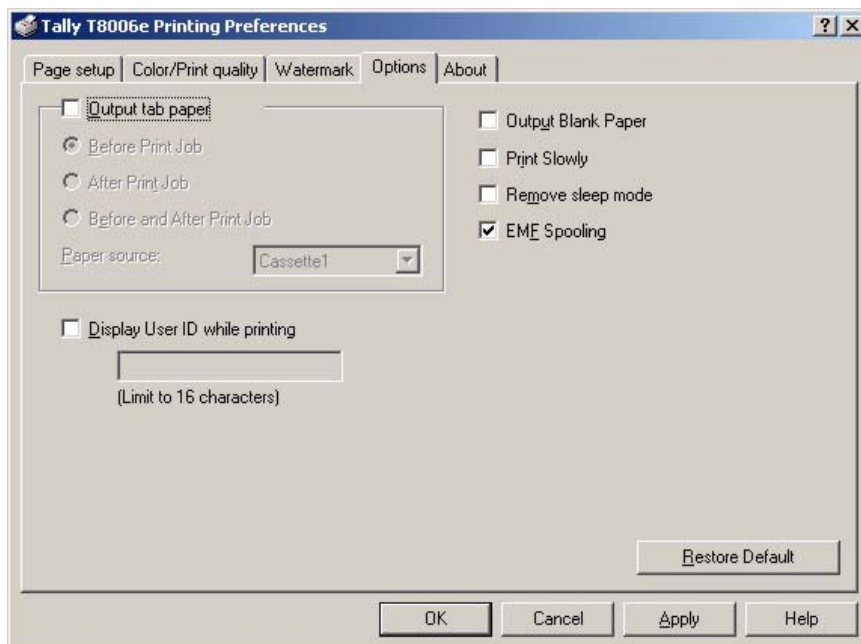 Tally T8006e Printing Preferences
Page setup
Color/Print quality
Watermark
Options
About
Output tab paper
Before Print Job
After Print Job
Before and After Print Job
Paper source:
Cassette1
Output Blank Paper
Print Slowly
Remove sleep mode
EMF Spooling
Display User ID while printing
(Limit to 16 characters)
Restore Default
OK
Cancel
Apply
Help